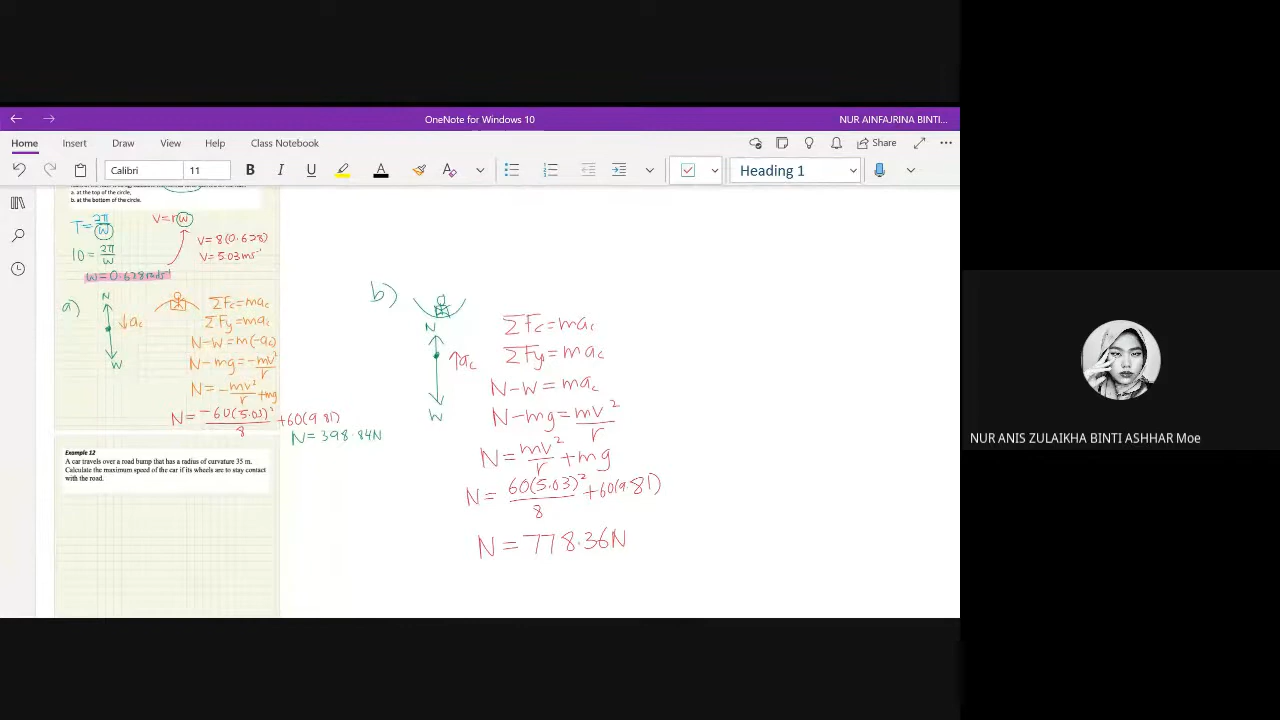 OneNote for Windows 10
NUR AINFAJRINA BINTI...
Home Insert Draw View Help Class Notebook Share
Calibri 11 B I U A Heading 1
a. at the top of the circle,
b. at the bottom of the circle.
T = 2π/ω V = rω
10 = 2π/ω V = 8(0.628)
V = 5.03 ms⁻¹
ω = 0.628 rads⁻¹
a) N ↓ac W
ΣFc = mac
ΣFy = mac
N-W = m(-ac)
N-mg = -mv²/r
N = -mv²/r + mg
N = -60(5.03)²/8 + 60(9.81)
N = 398.84N
Example 12
A car travels over a road bump that has a radius of curvature 35 m.
Calculate the maximum speed of the car if its wheels are to stay contact
with the road.
b) N ↑ac W
ΣFc = mac
ΣFy = mac
N-W = mac
N-mg = mv²/r
N = mv²/r + mg
N = 60(5.03)²/8 + 60(9.81)
N = 778.36N
NUR ANIS ZULAIKHA BINTI ASHHAR Moe